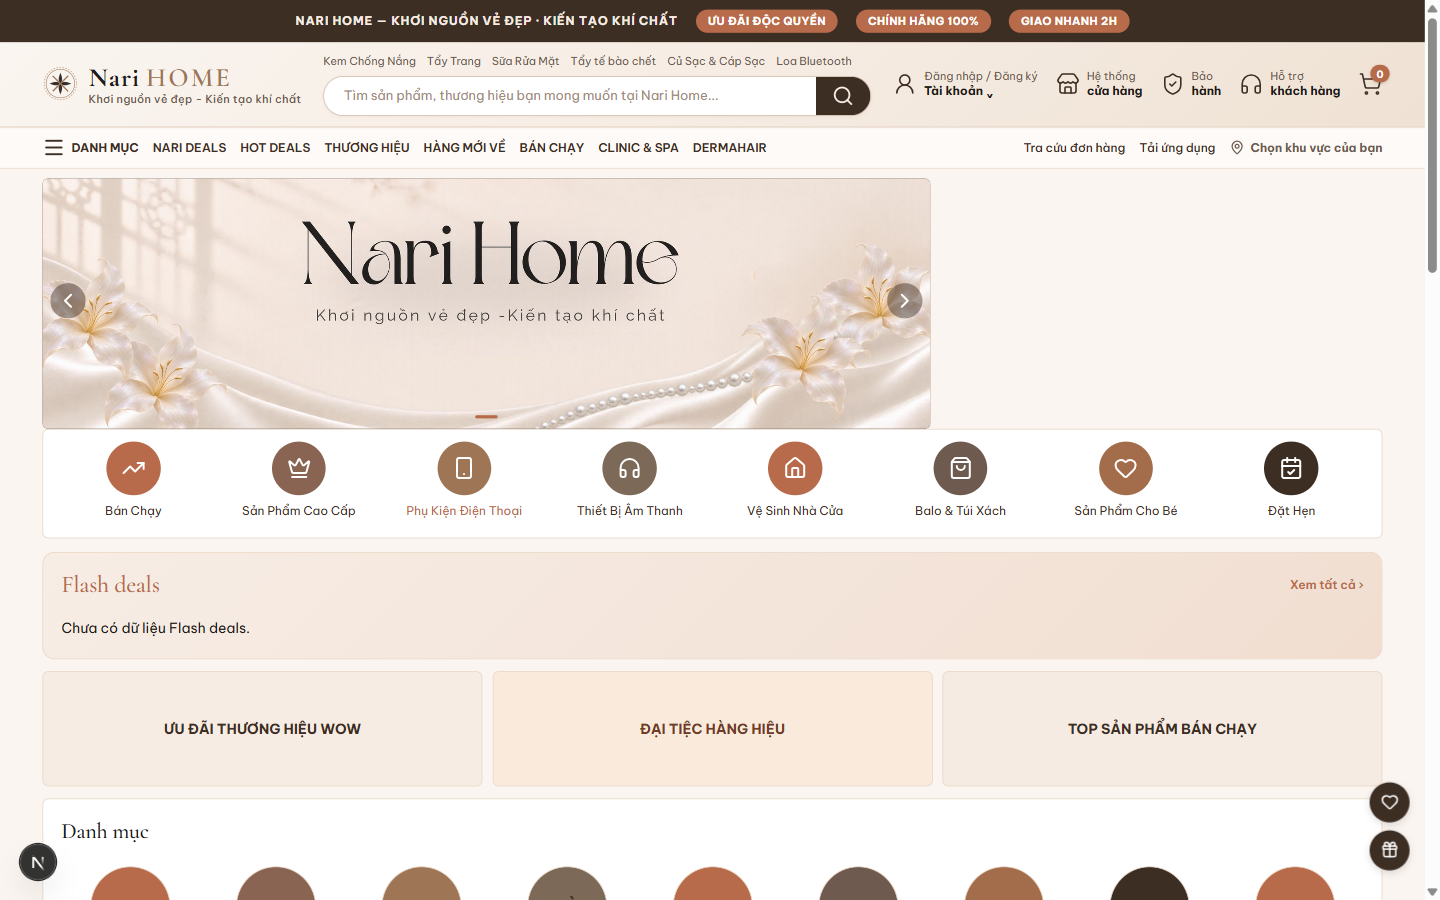 NARI HOME — KHƠI NGUỒN VẺ ĐẸP · KIẾN TẠO KHÍ CHẤT ƯU ĐÃI ĐỘC QUYỀN CHÍNH HÃNG 100% GIAO NHANH 2H
Nari HOME
Khơi nguồn vẻ đẹp - Kiến tạo khí chất
Kem Chống Nắng Tẩy Trang Sữa Rửa Mặt Tẩy tế bào chết Củ Sạc & Cáp Sạc Loa Bluetooth
Tìm sản phẩm, thương hiệu bạn mong muốn tại Nari Home...
Đăng nhập / Đăng ký
Tài khoản
Hệ thống
cửa hàng
Bảo
hành
Hỗ trợ
khách hàng
0
DANH MỤC NARI DEALS HOT DEALS THƯƠNG HIỆU HÀNG MỚI VỀ BÁN CHẠY CLINIC & SPA DERMAHAIR
Tra cứu đơn hàng Tải ứng dụng Chọn khu vực của bạn
Nari Home
Khơi nguồn vẻ đẹp -Kiến tạo khí chất
Bán Chạy
Sản Phẩm Cao Cấp
Phụ Kiện Điện Thoại
Thiết Bị Âm Thanh
Vệ Sinh Nhà Cửa
Balo & Túi Xách
Sản Phẩm Cho Bé
Đặt Hẹn
Flash deals
Xem tất cả ›
Chưa có dữ liệu Flash deals.
ƯU ĐÃI THƯƠNG HIỆU WOW
ĐẠI TIỆC HÀNG HIỆU
TOP SẢN PHẨM BÁN CHẠY
Danh mục
N